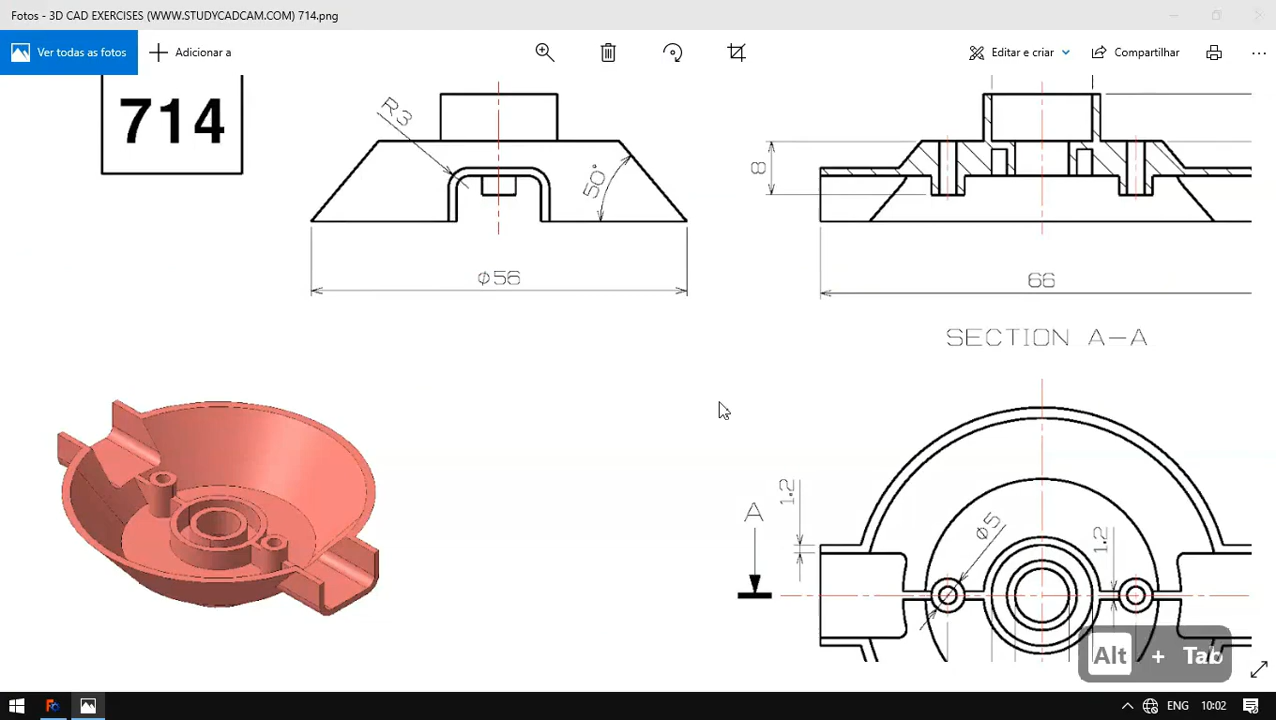 Fotos - 3D CAD EXERCISES (WWW.STUDYCADCAM.COM) 714.png
Ver todas as fotos
Adicionar a
Editar e criar
Compartilhar
714
R3
50°
8
ϕ56
66
SECTION A-A
1.2
A
ϕ5
1.2
Alt + Tab
ENG
10:02